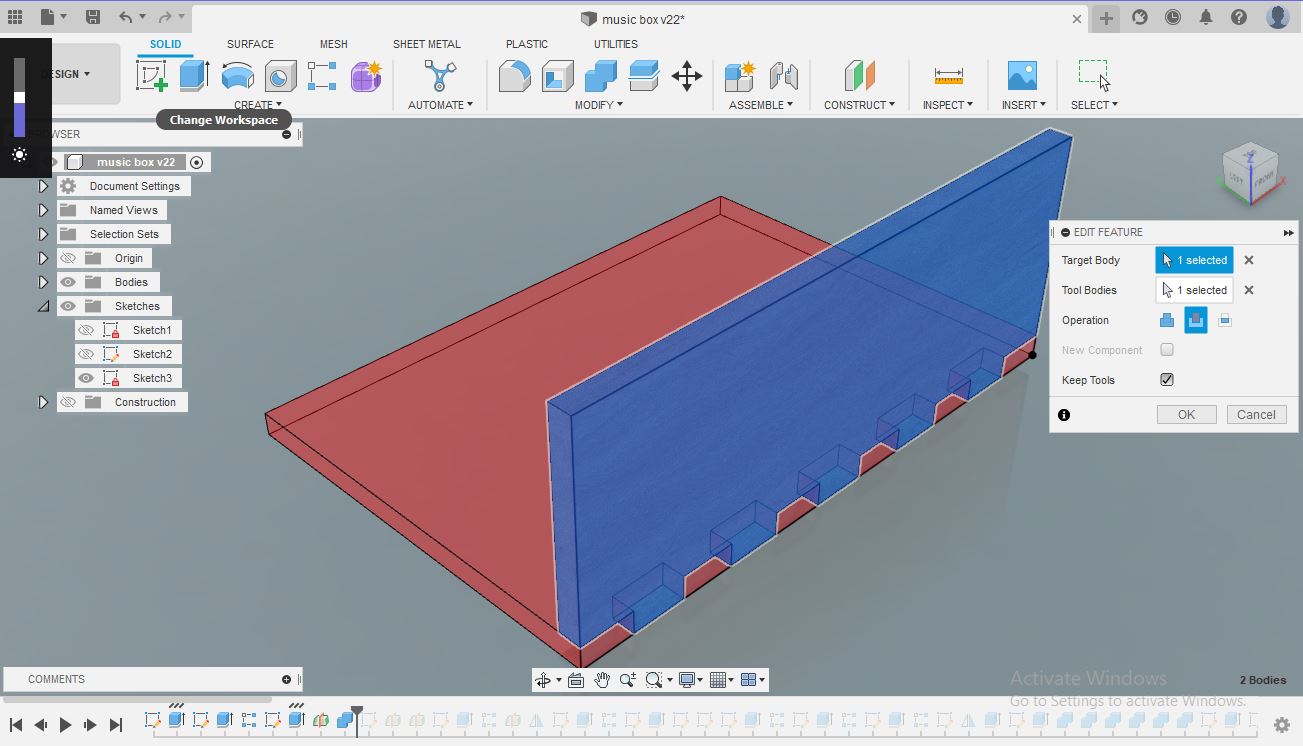 music box v22*
SOLID SURFACE MESH SHEET METAL PLASTIC UTILITIES
ESIGN
CREATE AUTOMATE MODIFY ASSEMBLE CONSTRUCT INSPECT INSERT SELECT
Change Workspace
OWSER
music box v22
Document Settings
Named Views
Selection Sets
Origin
Bodies
Sketches
Sketch1
Sketch2
Sketch3
Construction
Z
LEFT FRONT
X
EDIT FEATURE
Target Body 1 selected
Tool Bodies 1 selected
Operation
New Component
Keep Tools
OK Cancel
COMMENTS
Activate Windows
Go to Settings to activate Windows.
2 Bodies